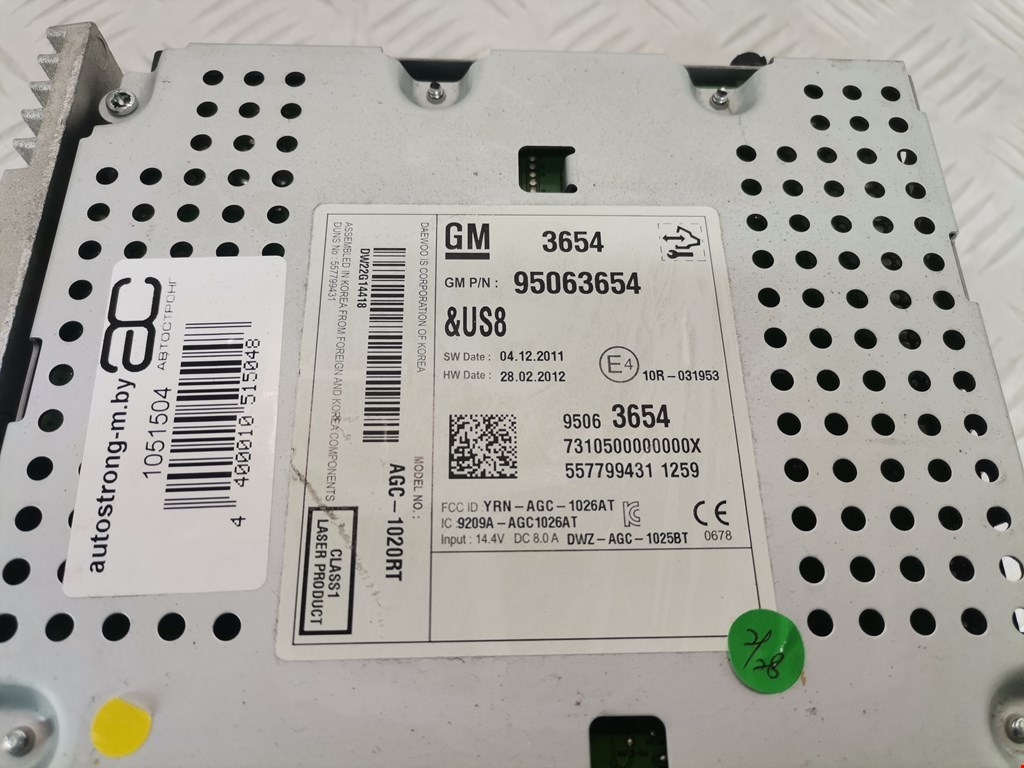 GM 3654
GM P/N : 95063654
&US8
SW Date : 04.12.2011
HW Date : 28.02.2012
E4 10R-031953
9506 3654
7310500000000X
557799431 1259
FCC ID : YRN-AGC-1026AT
IC : 9209A-AGC1026AT
Input : 14.4V DC 8.0A DWZ-AGC-1025BT
CE
0678
DAEWOO IS CORPORATION OF KOREA
MODEL NO. :
AGC-1020RT
DW22G14418
ASSEMBLED IN KOREA FROM FOREIGN AND KOREA COMPONENTS
DUNS No : 557799431
CLASS1
LASER PRODUCT
ac
АВТОСТРОНГ
autostrong-m.by
1051504
4 400010 515048
2/28